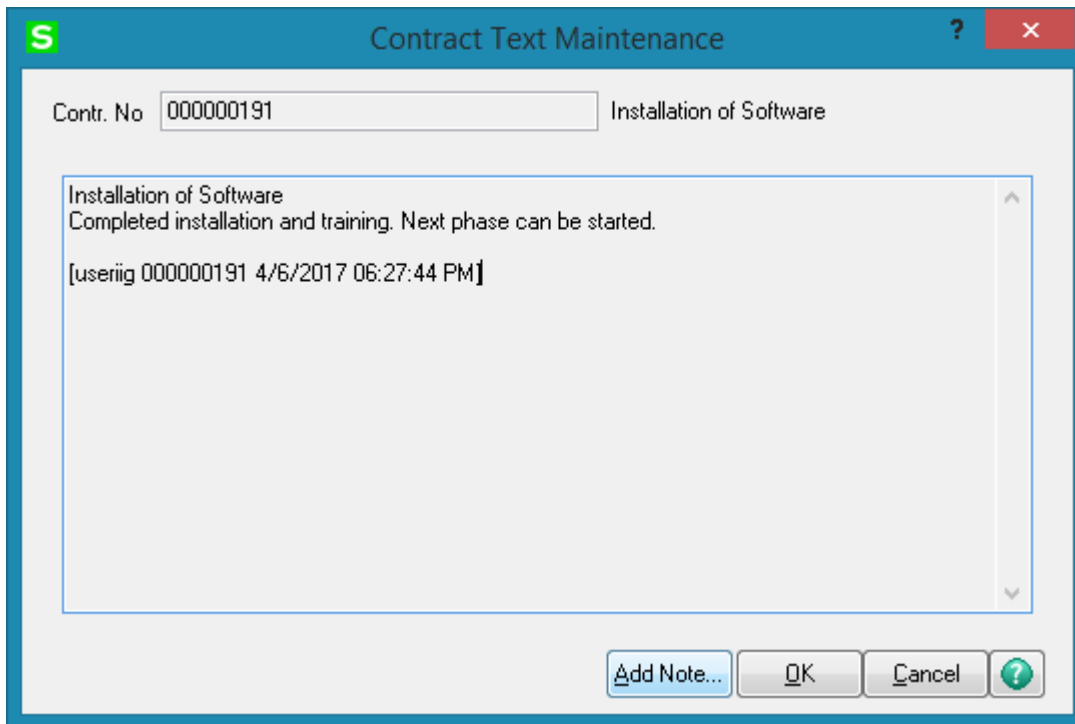 S
Contract Text Maintenance
?
×
Contr. No
000000191
Installation of Software
Installation of Software
Completed installation and training. Next phase can be started.
[useriig 000000191 4/6/2017 06:27:44 PM]
Add Note...
OK
Cancel
?